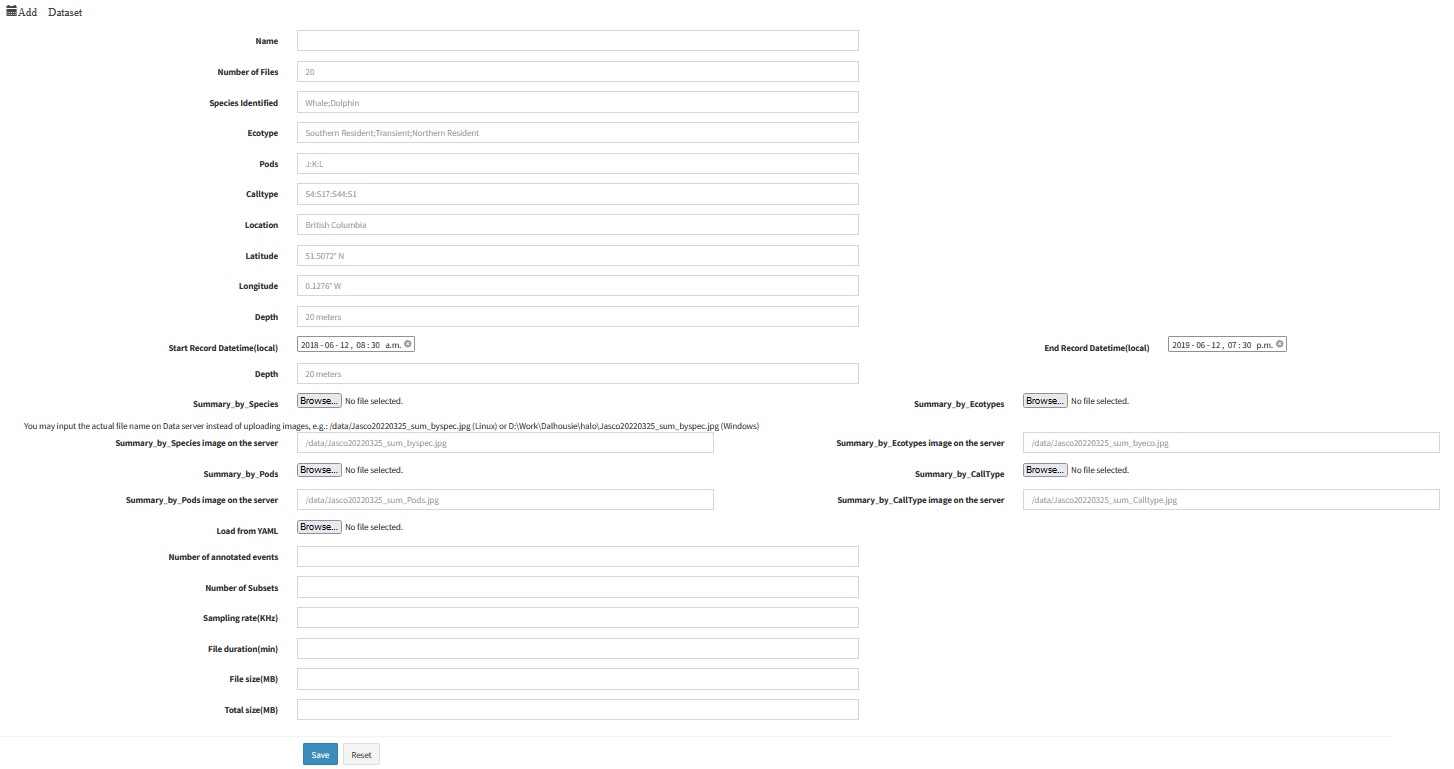 Add Dataset
Name
Number of Files 20
Species Identified Whale;Dolphin
Ecotype Southern Resident;Transient;Northern Resident
Pods J:K:L
Calltype S4:S17:S44:S1
Location British Columbia
Latitude 51.5072° N
Longitude 0.1276° W
Depth 20 meters
Start Record Datetime(local) 2018-06-12, 08:30 a.m. End Record Datetime(local) 2019-06-12, 07:30 p.m.
Depth 20 meters
Summary_by_Species Browse... No file selected. Summary_by_Ecotypes Browse... No file selected.
You may input the actual file name on Data server instead of uploading images, e.g.: /data/Jasco20220325_sum_byspec.jpg (Linux) or D:\Work\Dalhousie\halo\Jasco20220325_sum_byspec.jpg (Windows)
Summary_by_Species image on the server /data/Jasco20220325_sum_byspec.jpg Summary_by_Ecotypes image on the server /data/Jasco20220325_sum_byeco.jpg
Summary_by_Pods Browse... No file selected. Summary_by_CallType Browse... No file selected.
Summary_by_Pods image on the server /data/Jasco20220325_sum_Pods.jpg Summary_by_CallType image on the server /data/Jasco20220325_sum_Calltype.jpg
Load from YAML Browse... No file selected.
Number of annotated events
Number of Subsets
Sampling rate(KHz)
File duration(min)
File size(MB)
Total size(MB)
Save Reset